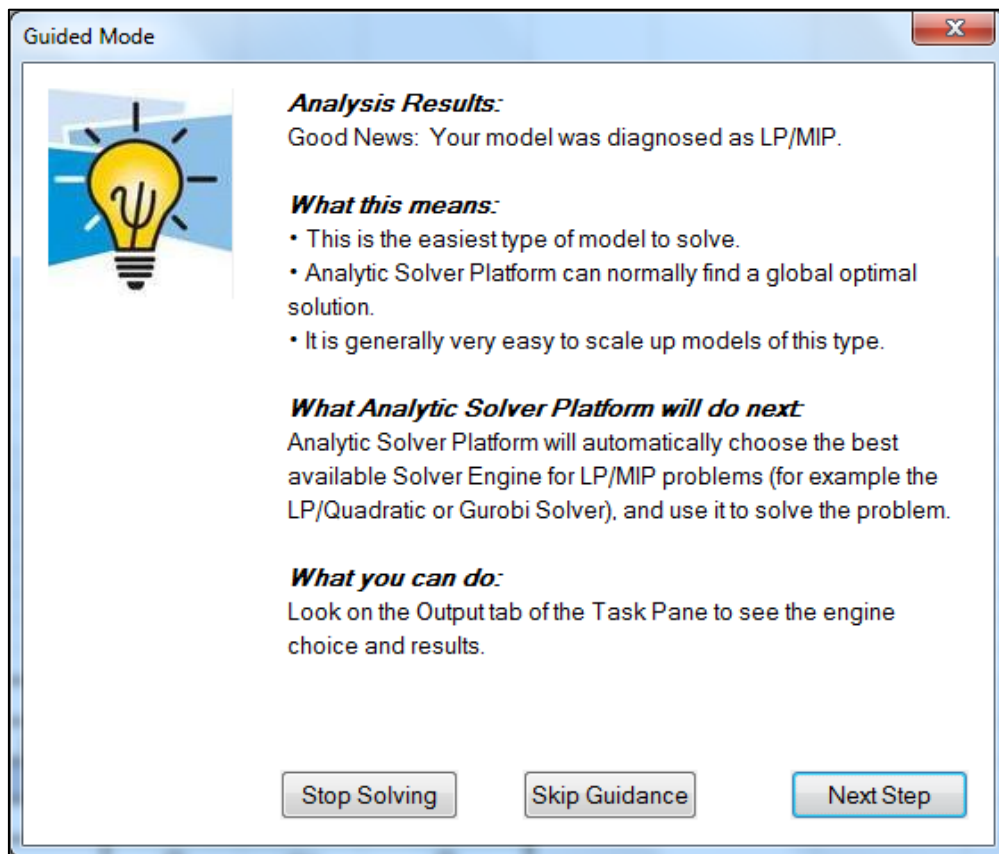 Guided Mode
X
Analysis Results:
Good News: Your model was diagnosed as LP/MIP.
What this means:
• This is the easiest type of model to solve.
• Analytic Solver Platform can normally find a global optimal
solution.
• It is generally very easy to scale up models of this type.
What Analytic Solver Platform will do next:
Analytic Solver Platform will automatically choose the best
available Solver Engine for LP/MIP problems (for example the
LP/Quadratic or Gurobi Solver), and use it to solve the problem.
What you can do:
Look on the Output tab of the Task Pane to see the engine
choice and results.
Stop Solving
Skip Guidance
Next Step